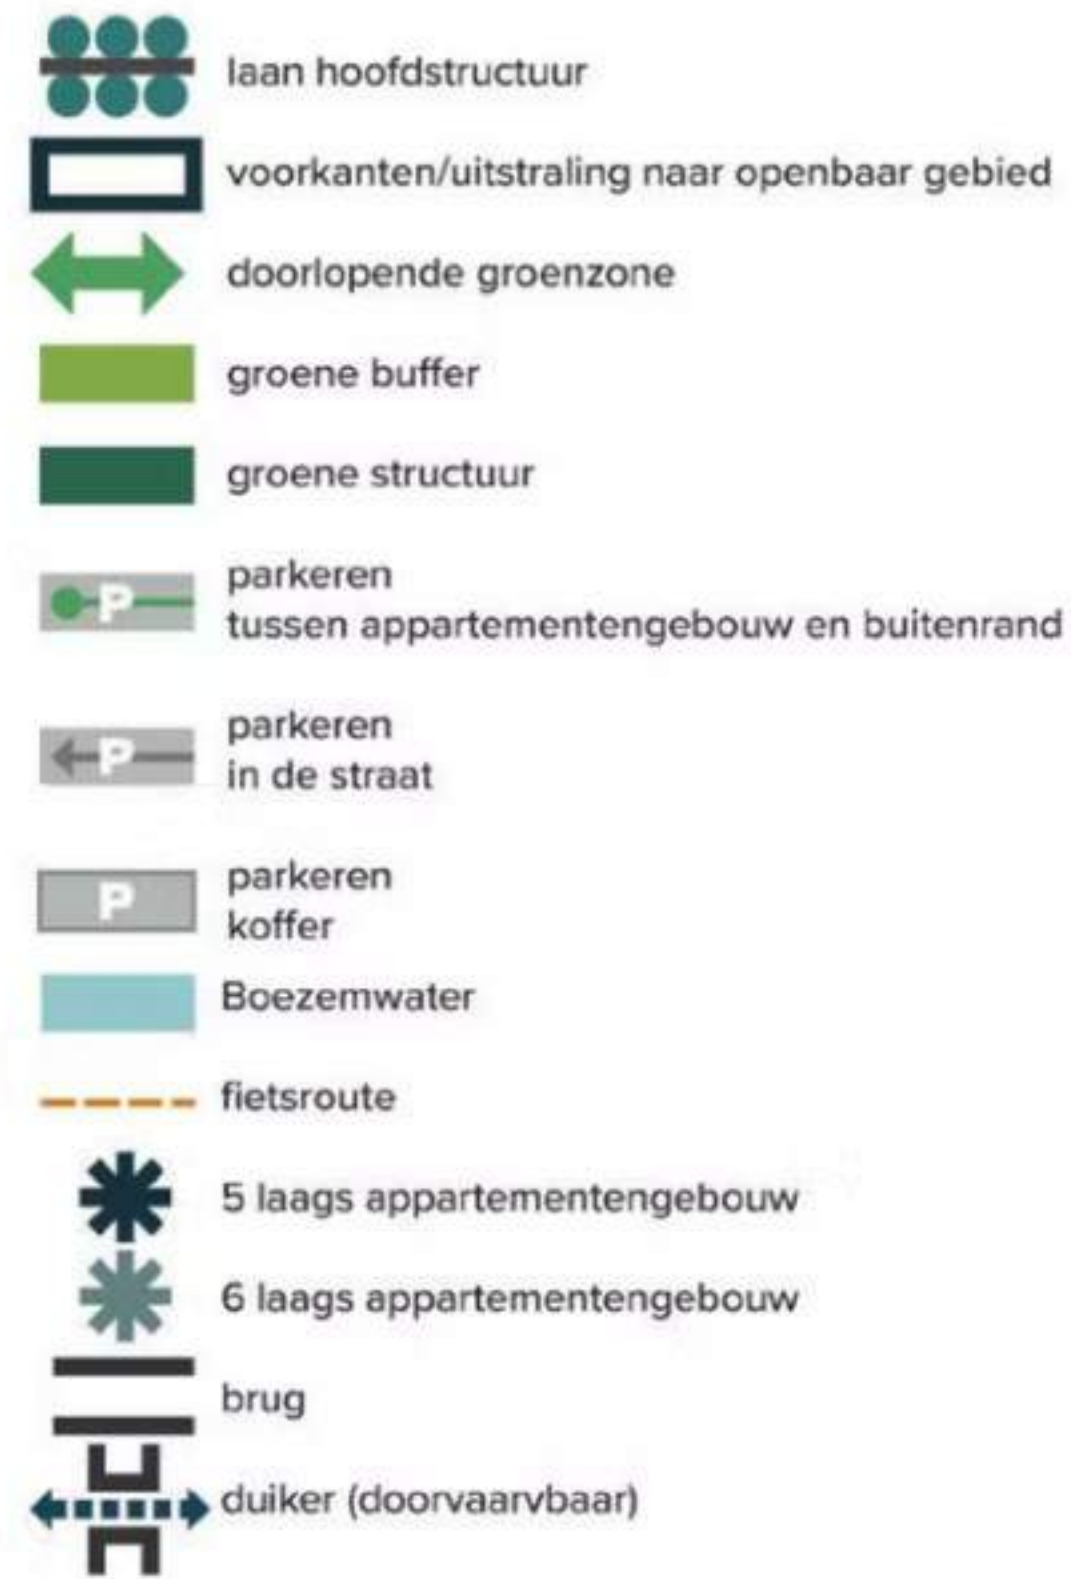 laan hoofdstructuur
voorkanten/uitstraling naar openbaar gebied
doorlopende groenzone
groene buffer
groene structuur
P
parkeren
tussen appartementengebouw en buitenrand
P
parkeren
in de straat
P
parkeren
koffer
Boezemwater
fietsroute
5 laags appartementengebouw
6 laags appartementengebouw
brug
duiker (doorvaarvbaar)